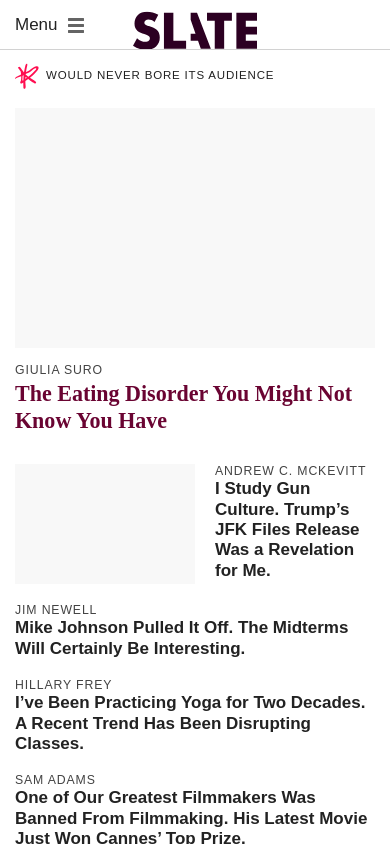 Menu
SLATE
WOULD NEVER BORE ITS AUDIENCE
GIULIA SURO
The Eating Disorder You Might Not
Know You Have
ANDREW C. MCKEVITT
I Study Gun
Culture. Trump’s
JFK Files Release
Was a Revelation
for Me.
JIM NEWELL
Mike Johnson Pulled It Off. The Midterms
Will Certainly Be Interesting.
HILLARY FREY
I’ve Been Practicing Yoga for Two Decades.
A Recent Trend Has Been Disrupting
Classes.
SAM ADAMS
One of Our Greatest Filmmakers Was
Banned From Filmmaking. His Latest Movie
Just Won Cannes’ Top Prize.